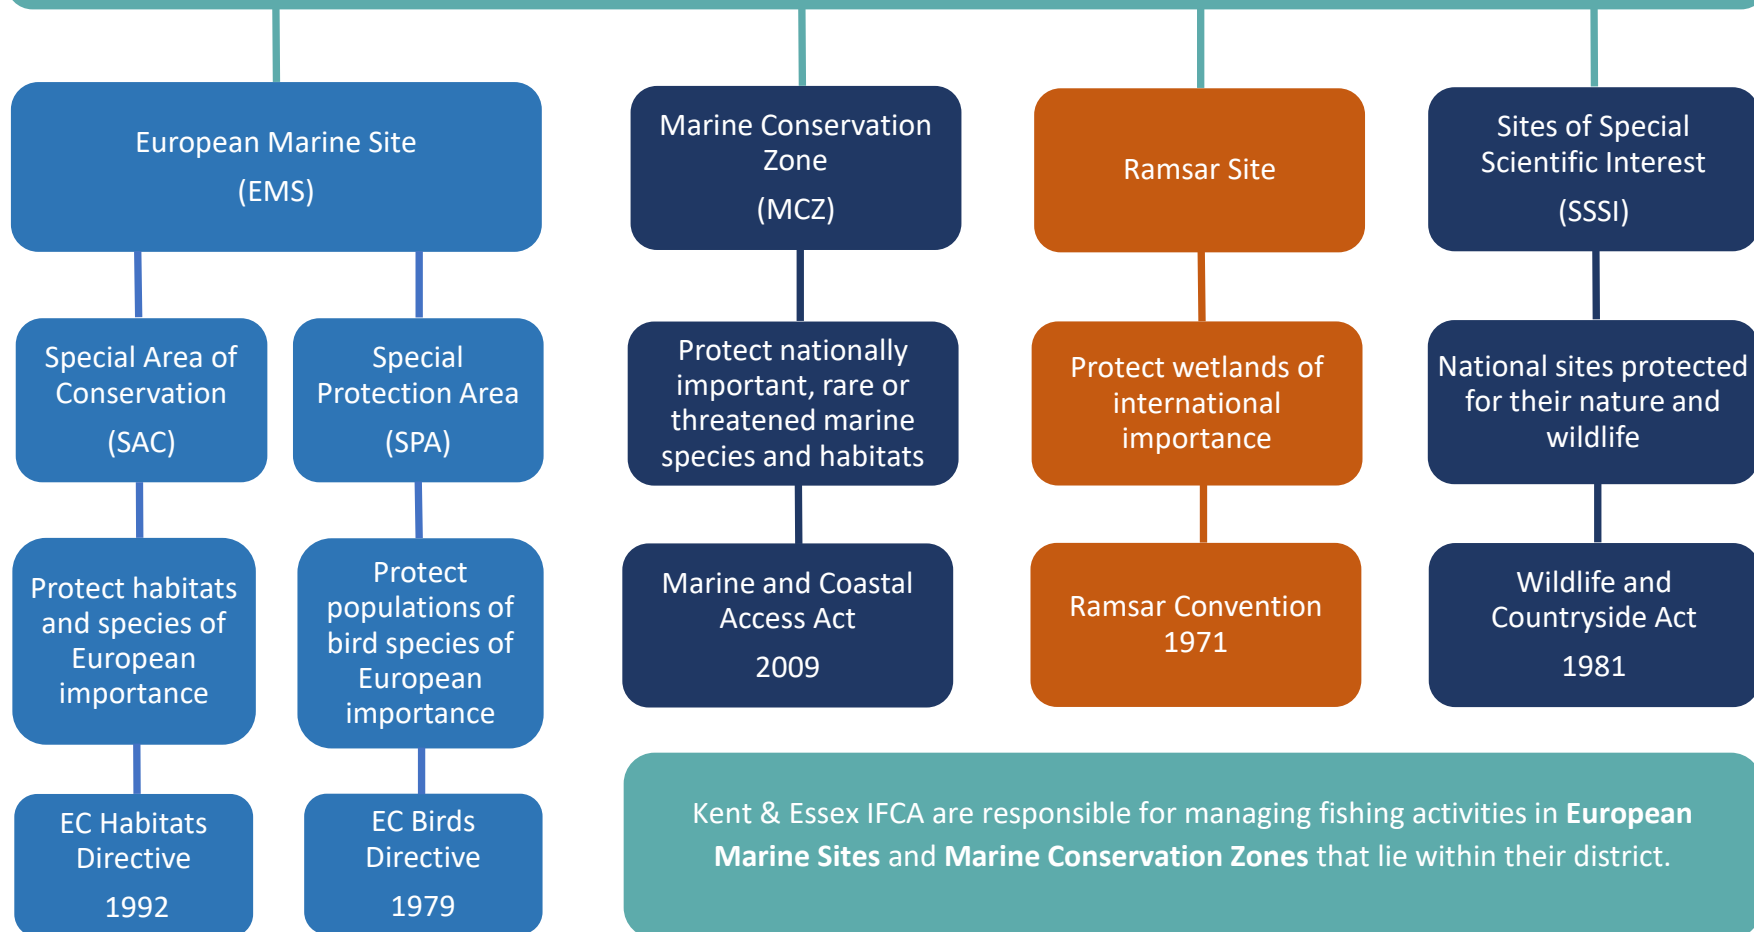 European Marine Site
(EMS)
Special Area of
Conservation
(SAC)
Protect habitats
and species of
European
importance
EC Habitats
Directive
1992
Special
Protection Area
(SPA)
Protect
populations of
bird species of
European
importance
EC Birds
Directive
1979
Marine Conservation
Zone
(MCZ)
Protect nationally
important, rare or
threatened marine
species and habitats
Marine and Coastal
Access Act
2009
Ramsar Site
Protect wetlands of
international
importance
Ramsar Convention
1971
Sites of Special
Scientific Interest
(SSSI)
National sites protected
for their nature and
wildlife
Wildlife and
Countryside Act
1981
Kent & Essex IFCA are responsible for managing fishing activities in European
Marine Sites and Marine Conservation Zones that lie within their district.